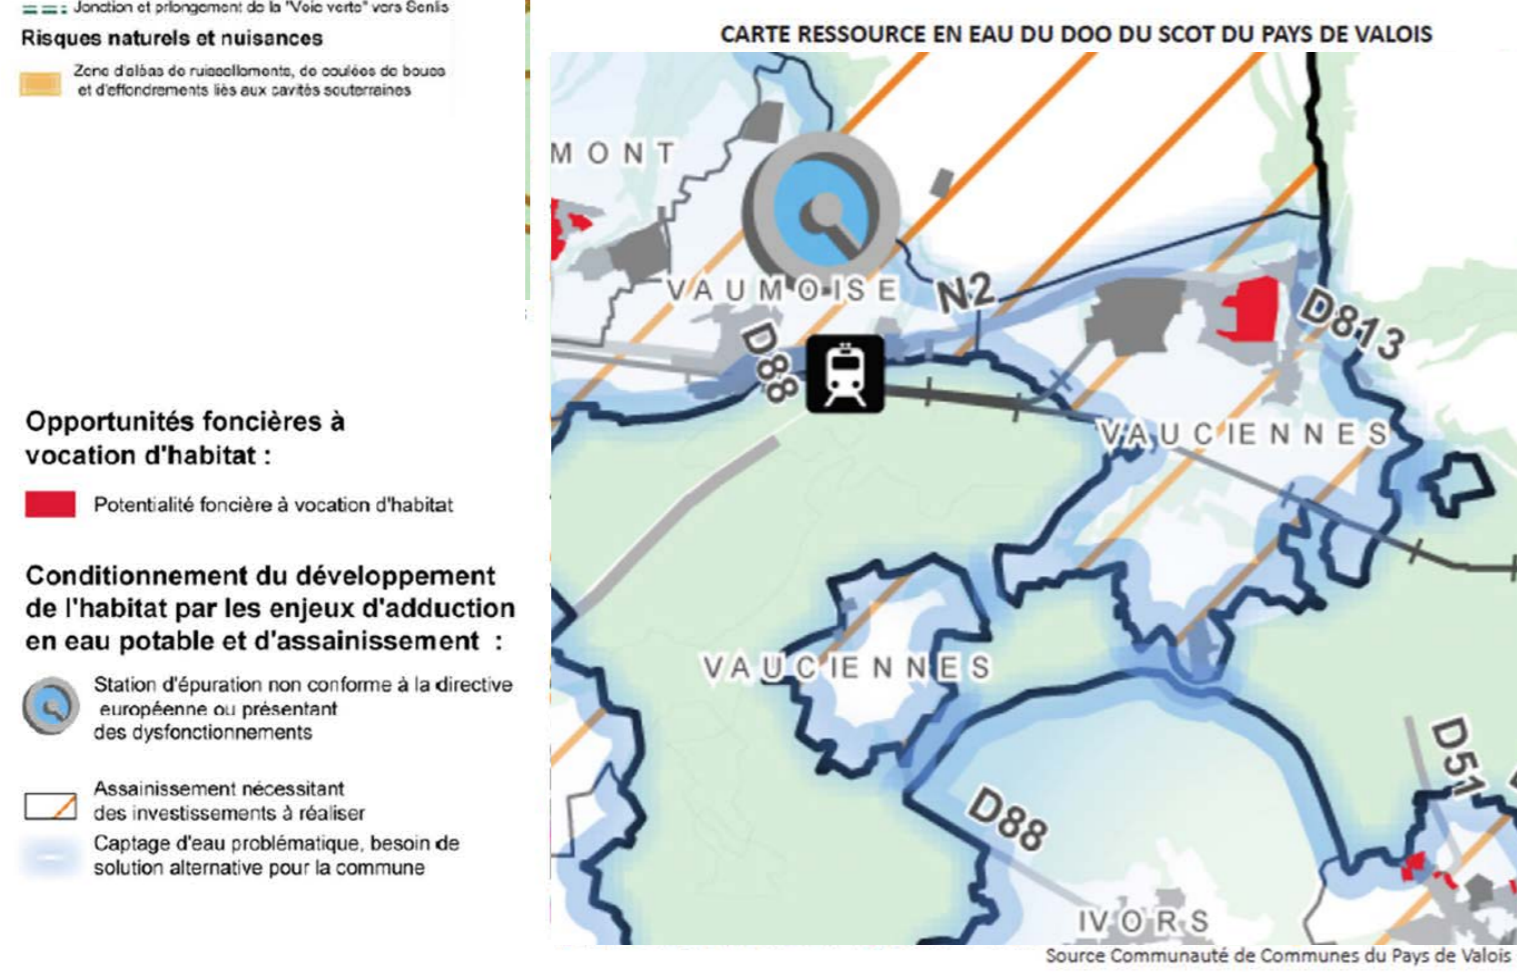 Jonction et prlongement de la "Voie verte" vers Senlis
Risques naturels et nuisances
Zone d'aléas de ruissellements, de coulées de boues
et d'effondrements liés aux cavités souterraines
Opportunités foncières à
vocation d'habitat :
Potentialité foncière à vocation d'habitat
Conditionnement du développement
de l'habitat par les enjeux d'adduction
en eau potable et d'assainissement :
Station d'épuration non conforme à la directive
européenne ou présentant
des dysfonctionnements
Assainissement nécessitant
des investissements à réaliser
Captage d'eau problématique, besoin de
solution alternative pour la commune
CARTE RESSOURCE EN EAU DU DOO DU SCOT DU PAYS DE VALOIS
MONT
VAUMOISE
N2
D813
D88
VAUCIENNES
VAUCIENNES
D51
D88
IVORS
Source Communauté de Communes du Pays de Valois